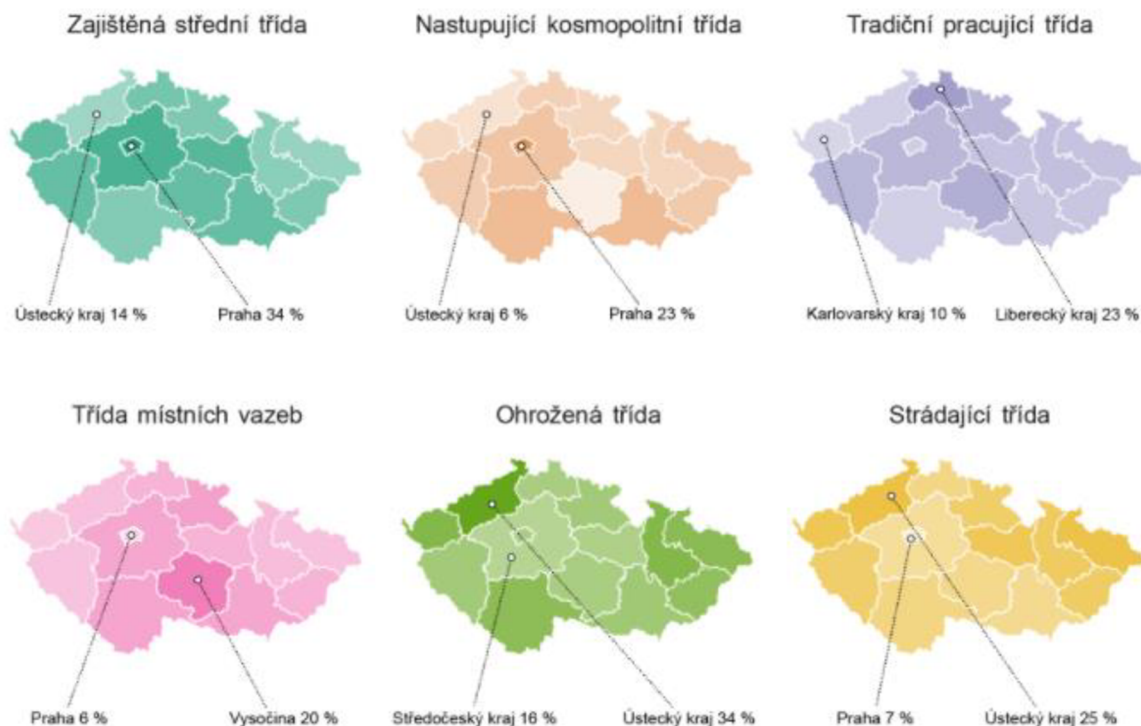 Zajištěná střední třída
Nastupující kosmopolitní třída
Tradiční pracující třída
Ústecký kraj 14 %
Praha 34 %
Ústecký kraj 6 %
Praha 23 %
Karlovarský kraj 10 %
Liberecký kraj 23 %
Třída místních vazeb
Ohrožená třída
Strádající třída
Praha 6 %
Vysočina 20 %
Středočeský kraj 16 %
Ústecký kraj 34 %
Praha 7 %
Ústecký kraj 25 %